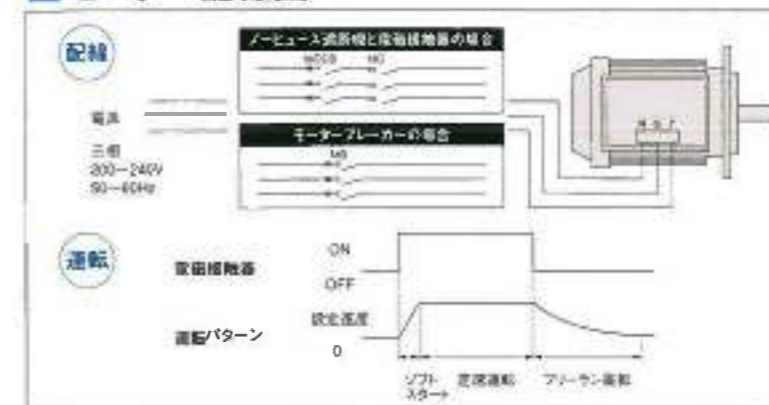 配線
ノーヒューズ遮断機と電磁接触器の場合
MCCB MC
電源
三相
200−240V
50−60Hz
モーターブレーカーの場合
MB
運転
電磁接触器
ON
OFF
運転パターン
設定速度
0
ソフト
スタート
定速運転
フリーラン運転